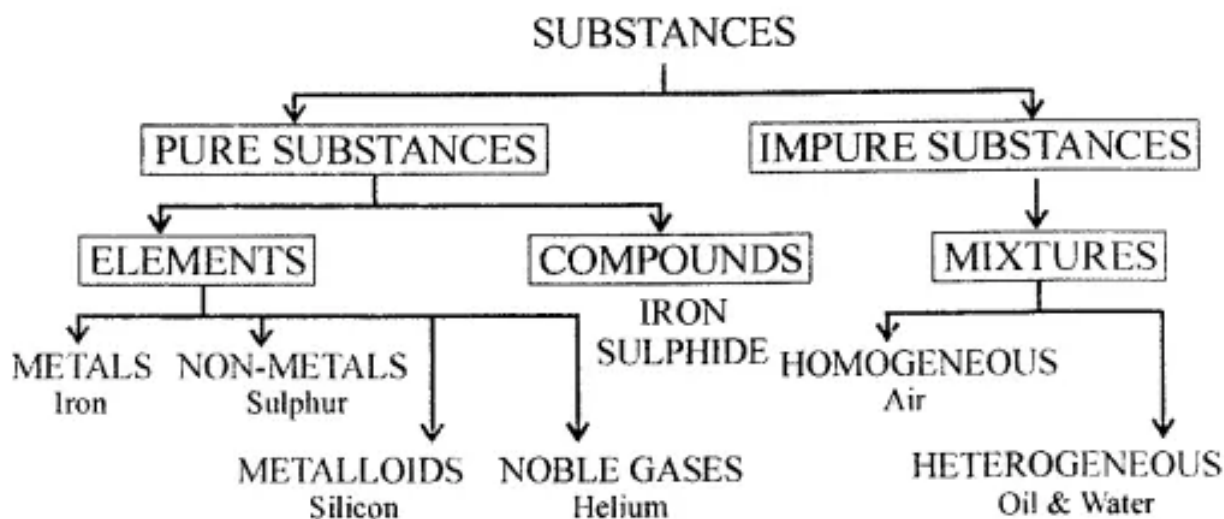 SUBSTANCES
PURE SUBSTANCES
IMPURE SUBSTANCES
ELEMENTS
COMPOUNDS
MIXTURES
IRON
SULPHIDE
METALS
Iron
NON-METALS
Sulphur
HOMOGENEOUS
Air
METALLOIDS
Silicon
NOBLE GASES
Helium
HETEROGENEOUS
Oil & Water